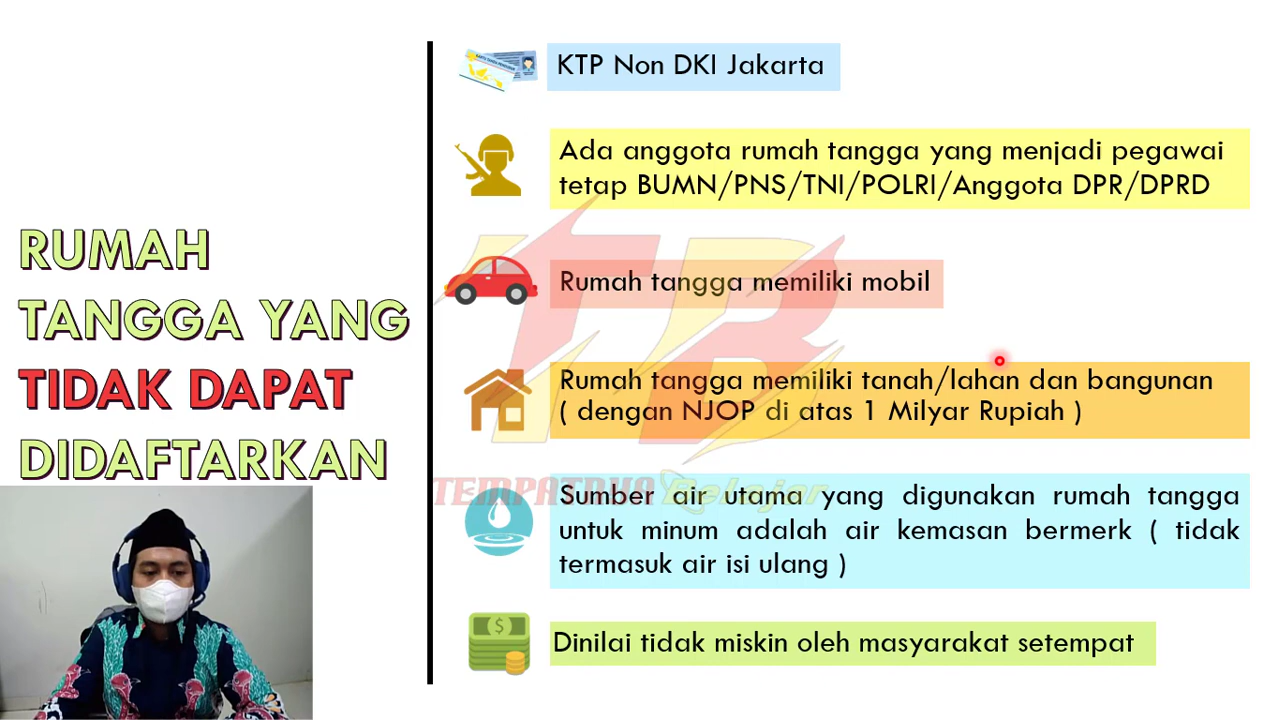 RUMAH
TANGGA YANG
TIDAK DAPAT
DIDAFTARKAN
KTP Non DKI Jakarta
Ada anggota rumah tangga yang menjadi pegawai
tetap BUMN/PNS/TNI/POLRI/Anggota DPR/DPRD
Rumah tangga memiliki mobil
Rumah tangga memiliki tanah/lahan dan bangunan
( dengan NJOP di atas 1 Milyar Rupiah )
Sumber air utama yang digunakan rumah tangga
untuk minum adalah air kemasan bermerk ( tidak
termasuk air isi ulang )
Dinilai tidak miskin oleh masyarakat setempat
TB
TEMPATNYA Belajar